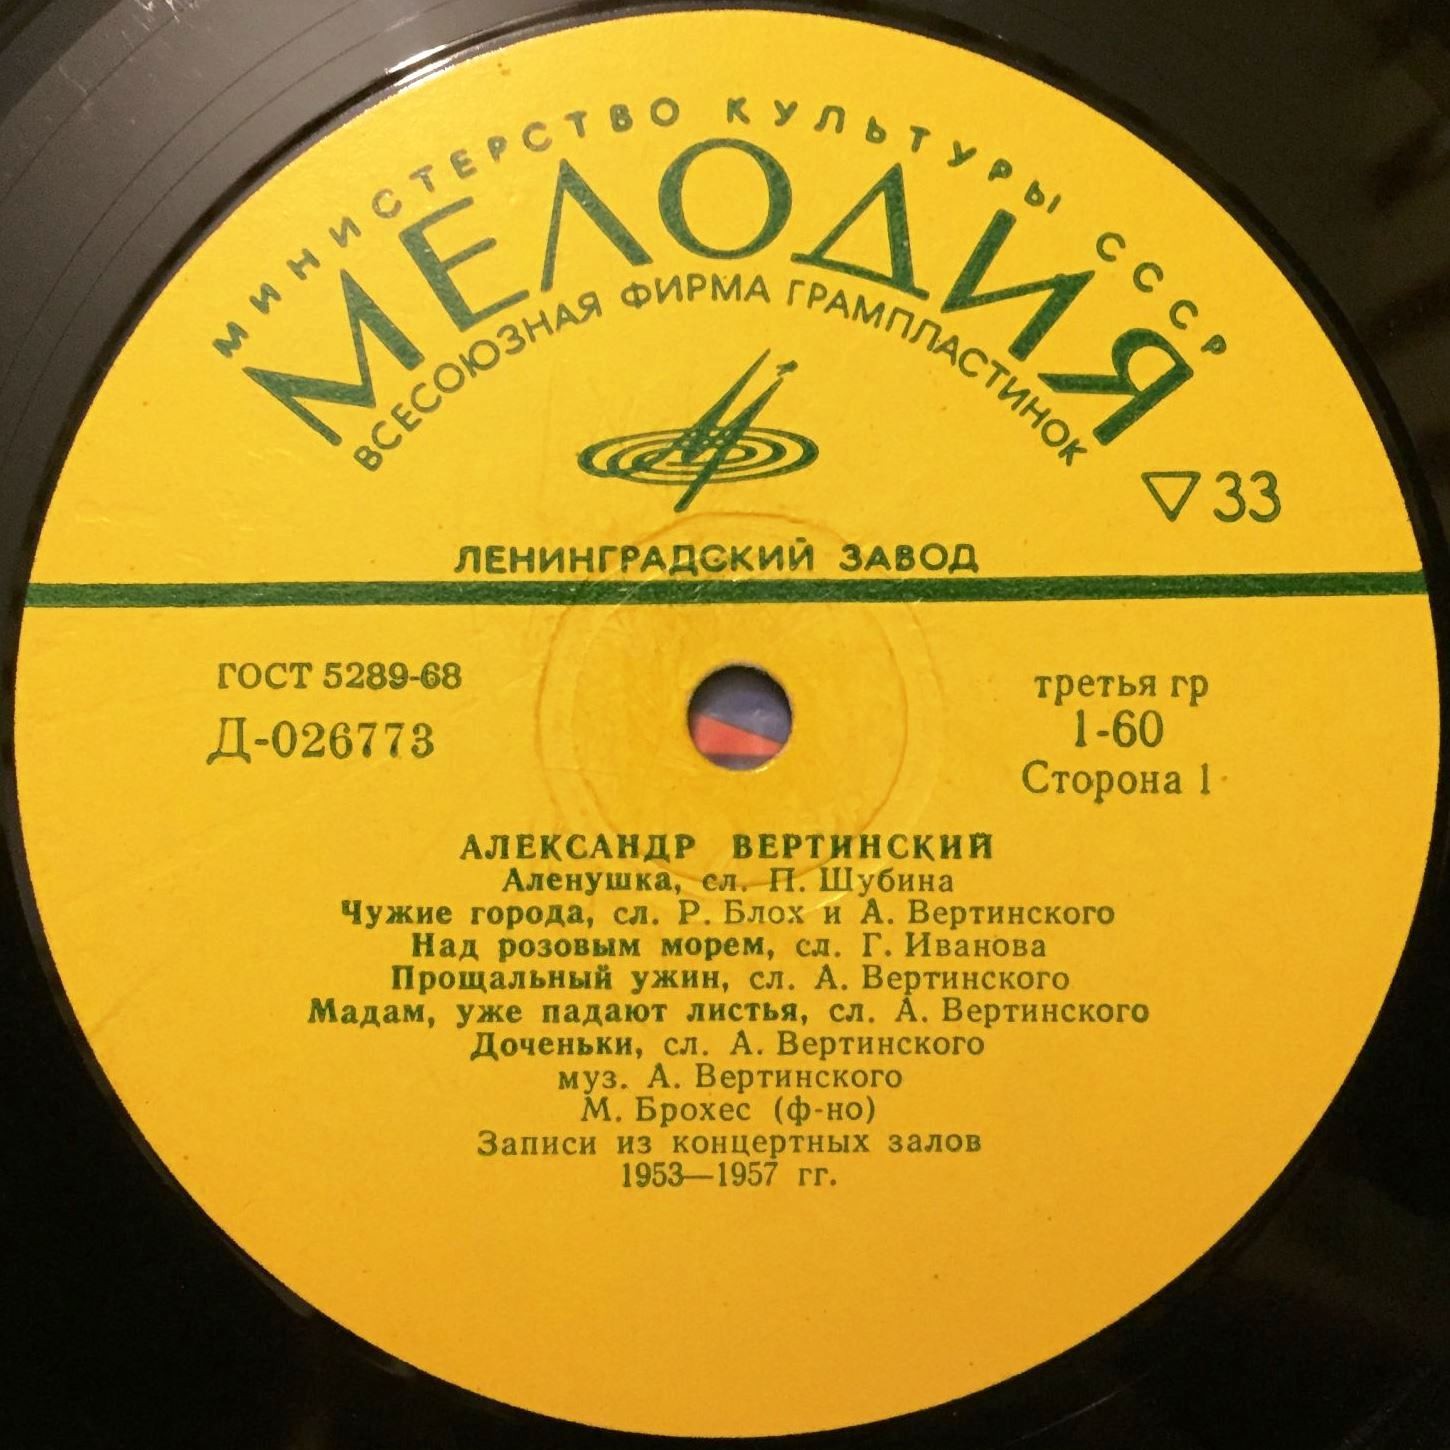 МИНИСТЕРСТВО КУЛЬТУРЫ СССР
МЕЛОДИЯ
ВСЕСОЮЗНАЯ ФИРМА ГРАМПЛАСТИНОК
33
ЛЕНИНГРАДСКИЙ ЗАВОД
ГОСТ 5289-68
Д-026773
третья гр
1-60
Сторона 1
АЛЕКСАНДР ВЕРТИНСКИЙ
Аленушка, сл. П. Шубина
Чужие города, сл. Р. Блох и А. Вертинского
Над розовым морем, сл. Г. Иванова
Прощальный ужин, сл. А. Вертинского
Мадам, уже падают листья, сл. А. Вертинского
Доченьки, сл. А. Вертинского
муз. А. Вертинского
М. Брохес (ф-но)
Записи из концертных залов
1953—1957 гг.